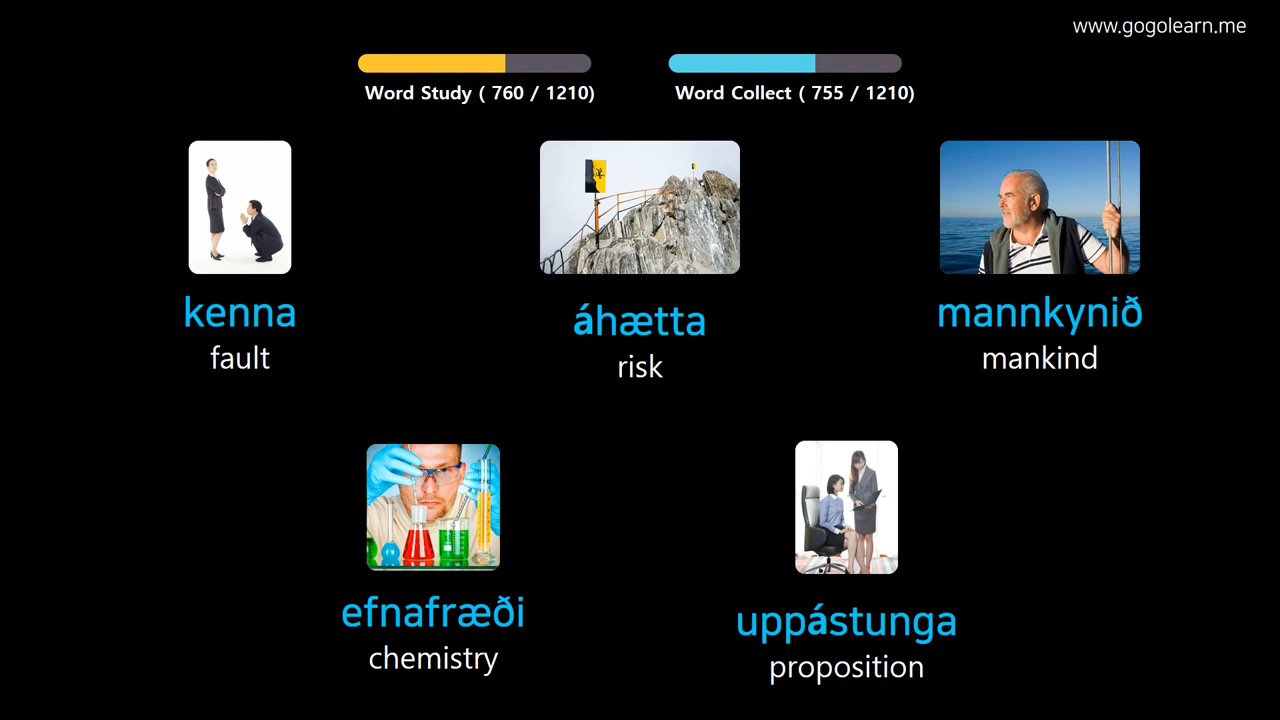 www.gogolearn.me
Word Study ( 760 / 1210)
Word Collect ( 755 / 1210)
kenna
fault
áhætta
risk
mannkynið
mankind
efnafræði
chemistry
uppástunga
proposition